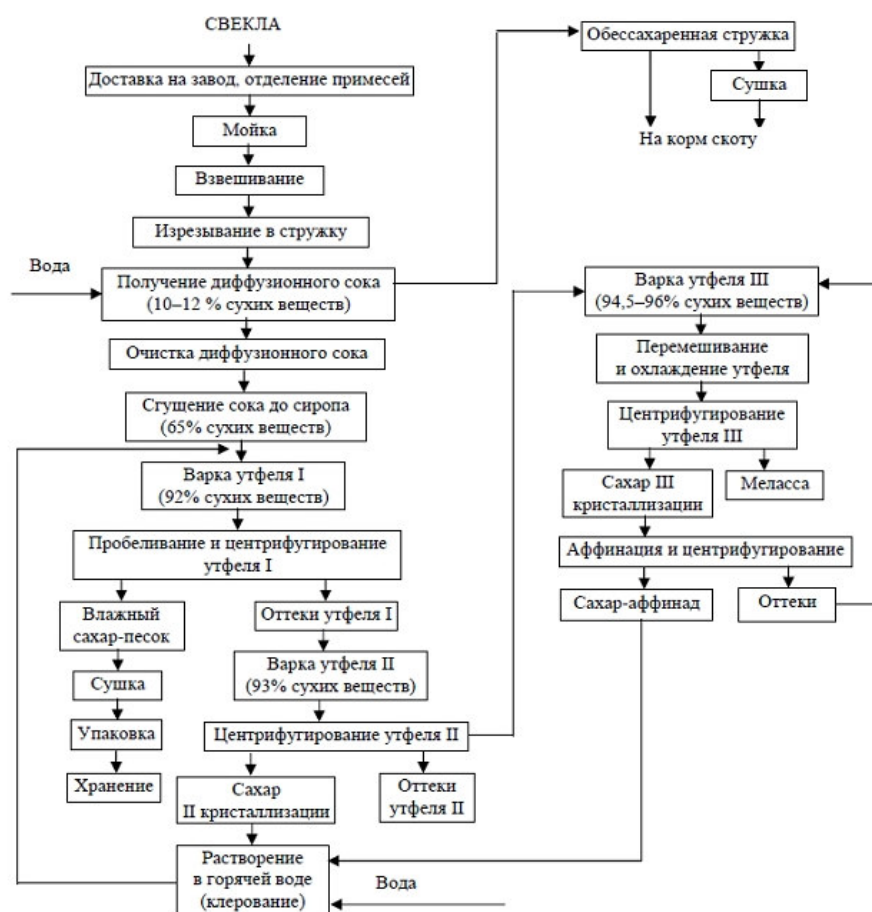 СВЕКЛА
Доставка на завод, отделение примесей
Мойка
Взвешивание
Изрезывание в стружку
Вода
Получение диффузионного сока
(10–12 % сухих веществ)
Очистка диффузионного сока
Сгущение сока до сиропа
(65% сухих веществ)
Варка утфеля I
(92% сухих веществ)
Пробеливание и центрифугирование
утфеля I
Влажный
сахар-песок
Сушка
Упаковка
Хранение
Оттеки утфеля I
Варка утфеля II
(93% сухих веществ)
Центрифугирование утфеля II
Сахар
II кристаллизации
Оттеки
утфеля II
Растворение
в горячей воде
(клерование)
Вода
Обессахаренная стружка
Сушка
На корм скоту
Варка утфеля III
(94,5–96% сухих веществ)
Перемешивание
и охлаждение утфеля
Центрифугирование
утфеля III
Сахар III
кристаллизации
Меласса
Аффинация и центрифугирование
Сахар-аффинад
Оттеки